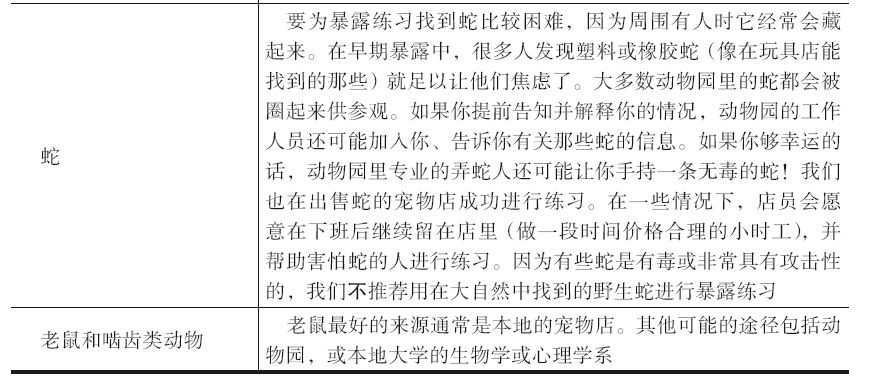 要为暴露练习找到蛇比较困难，因为周围有人时它经常会藏
起来。在早期暴露中，很多人发现塑料或橡胶蛇（像在玩具店能
找到的那些）就足以让他们焦虑了。大多数动物园里的蛇都会被
圈起来供参观。如果你提前告知并解释你的情况，动物园的工作
人员还可能加入你、告诉你有关那些蛇的信息。如果你够幸运的
蛇
话，动物园里专业的弄蛇人还可能让你手持一条无毒的蛇！我们
也在出售蛇的宠物店成功进行练习。在一些情况下，店员会愿
意在下班后继续留在店里（做一段时间价格合理的小时工），并
帮助害怕蛇的人进行练习。因为有些蛇是有毒或非常具有攻击性
的，我们不推荐用在大自然中找到的野生蛇进行暴露练习
老鼠和啮齿类动物
老鼠最好的来源通常是本地的宠物店。其他可能的途径包括动
物园，或本地大学的生物学或心理学系